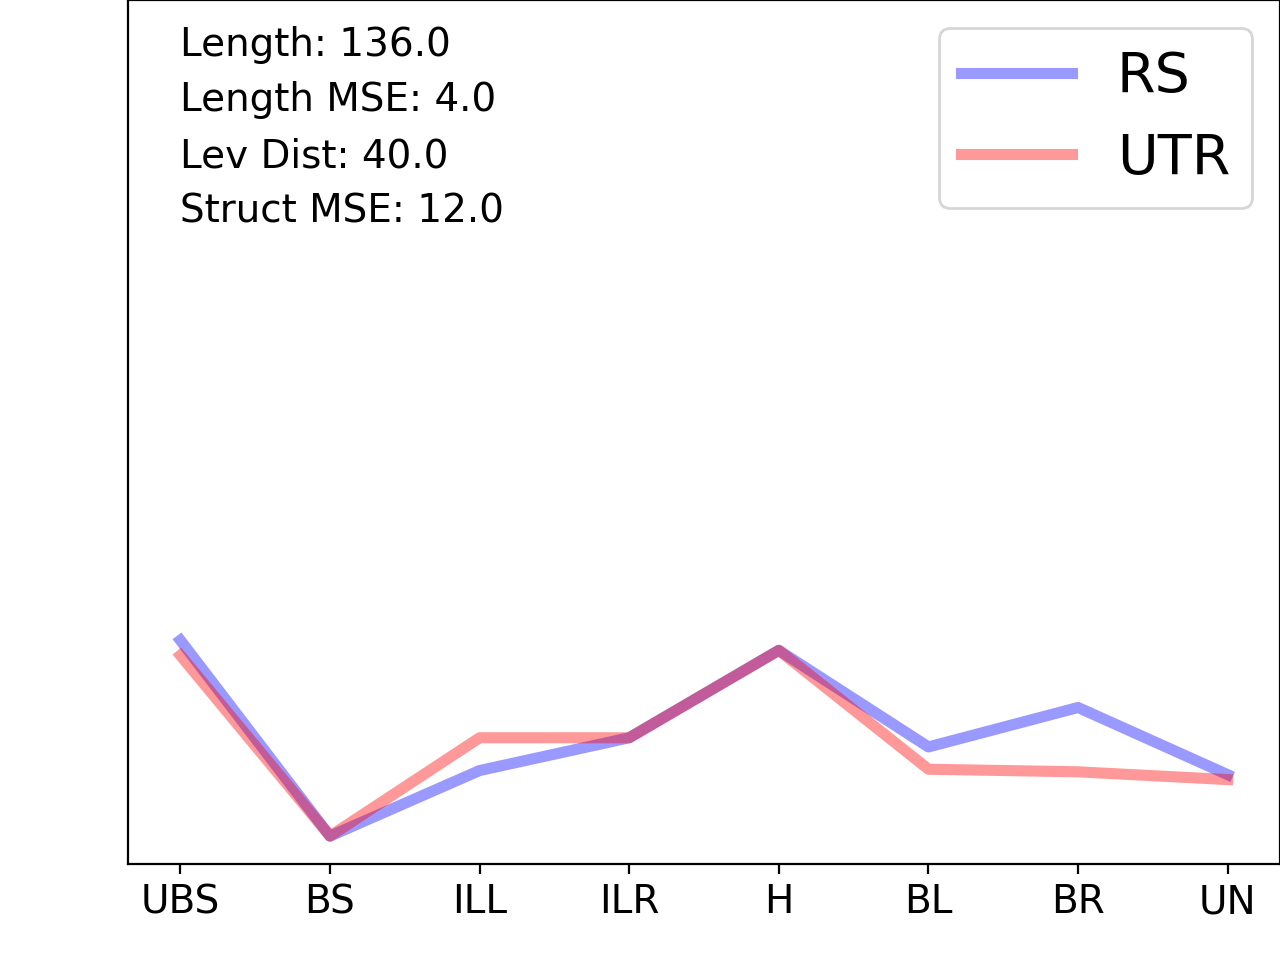 Length: 136.0
Length MSE: 4.0
Lev Dist: 40.0
Struct MSE: 12.0
RS
UTR
UBS BS ILL ILR H BL BR UN